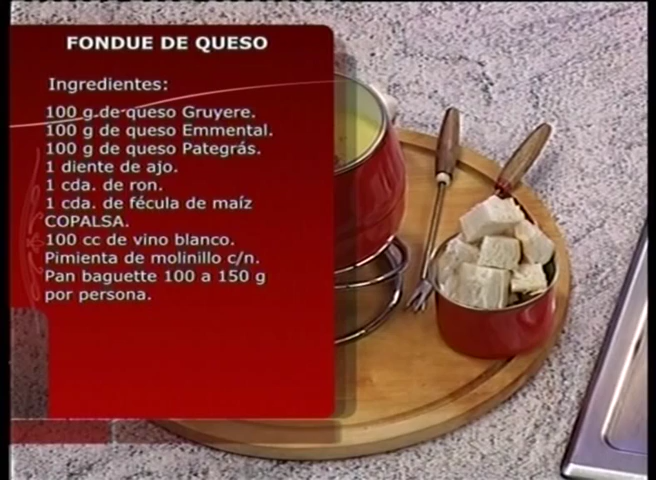 FONDUE DE QUESO
Ingredientes:
100 g de queso Gruyere.
100 g de queso Emmental.
100 g de queso Pategrás.
1 diente de ajo.
1 cda. de ron.
1 cda. de fécula de maíz
COPALSA.
100 cc de vino blanco.
Pimienta de molinillo c/n.
Pan baguette 100 a 150 g
por persona.